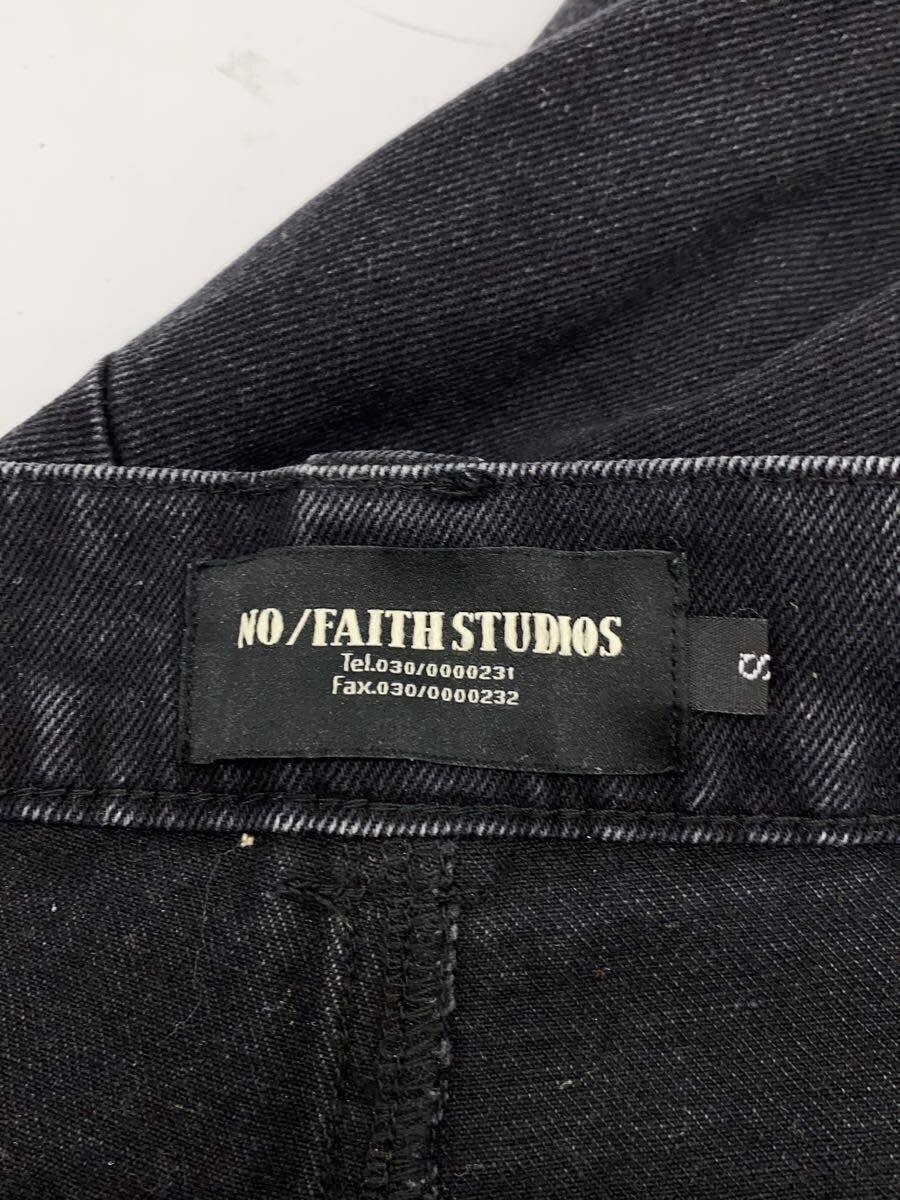 NO/FAITH STUDIOS
Tel.030/0000231
Fax.030/0000232
S